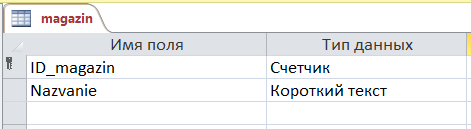 magazin
Имя поля Тип данных
ID_magazin Счетчик
Nazvanie Короткий текст